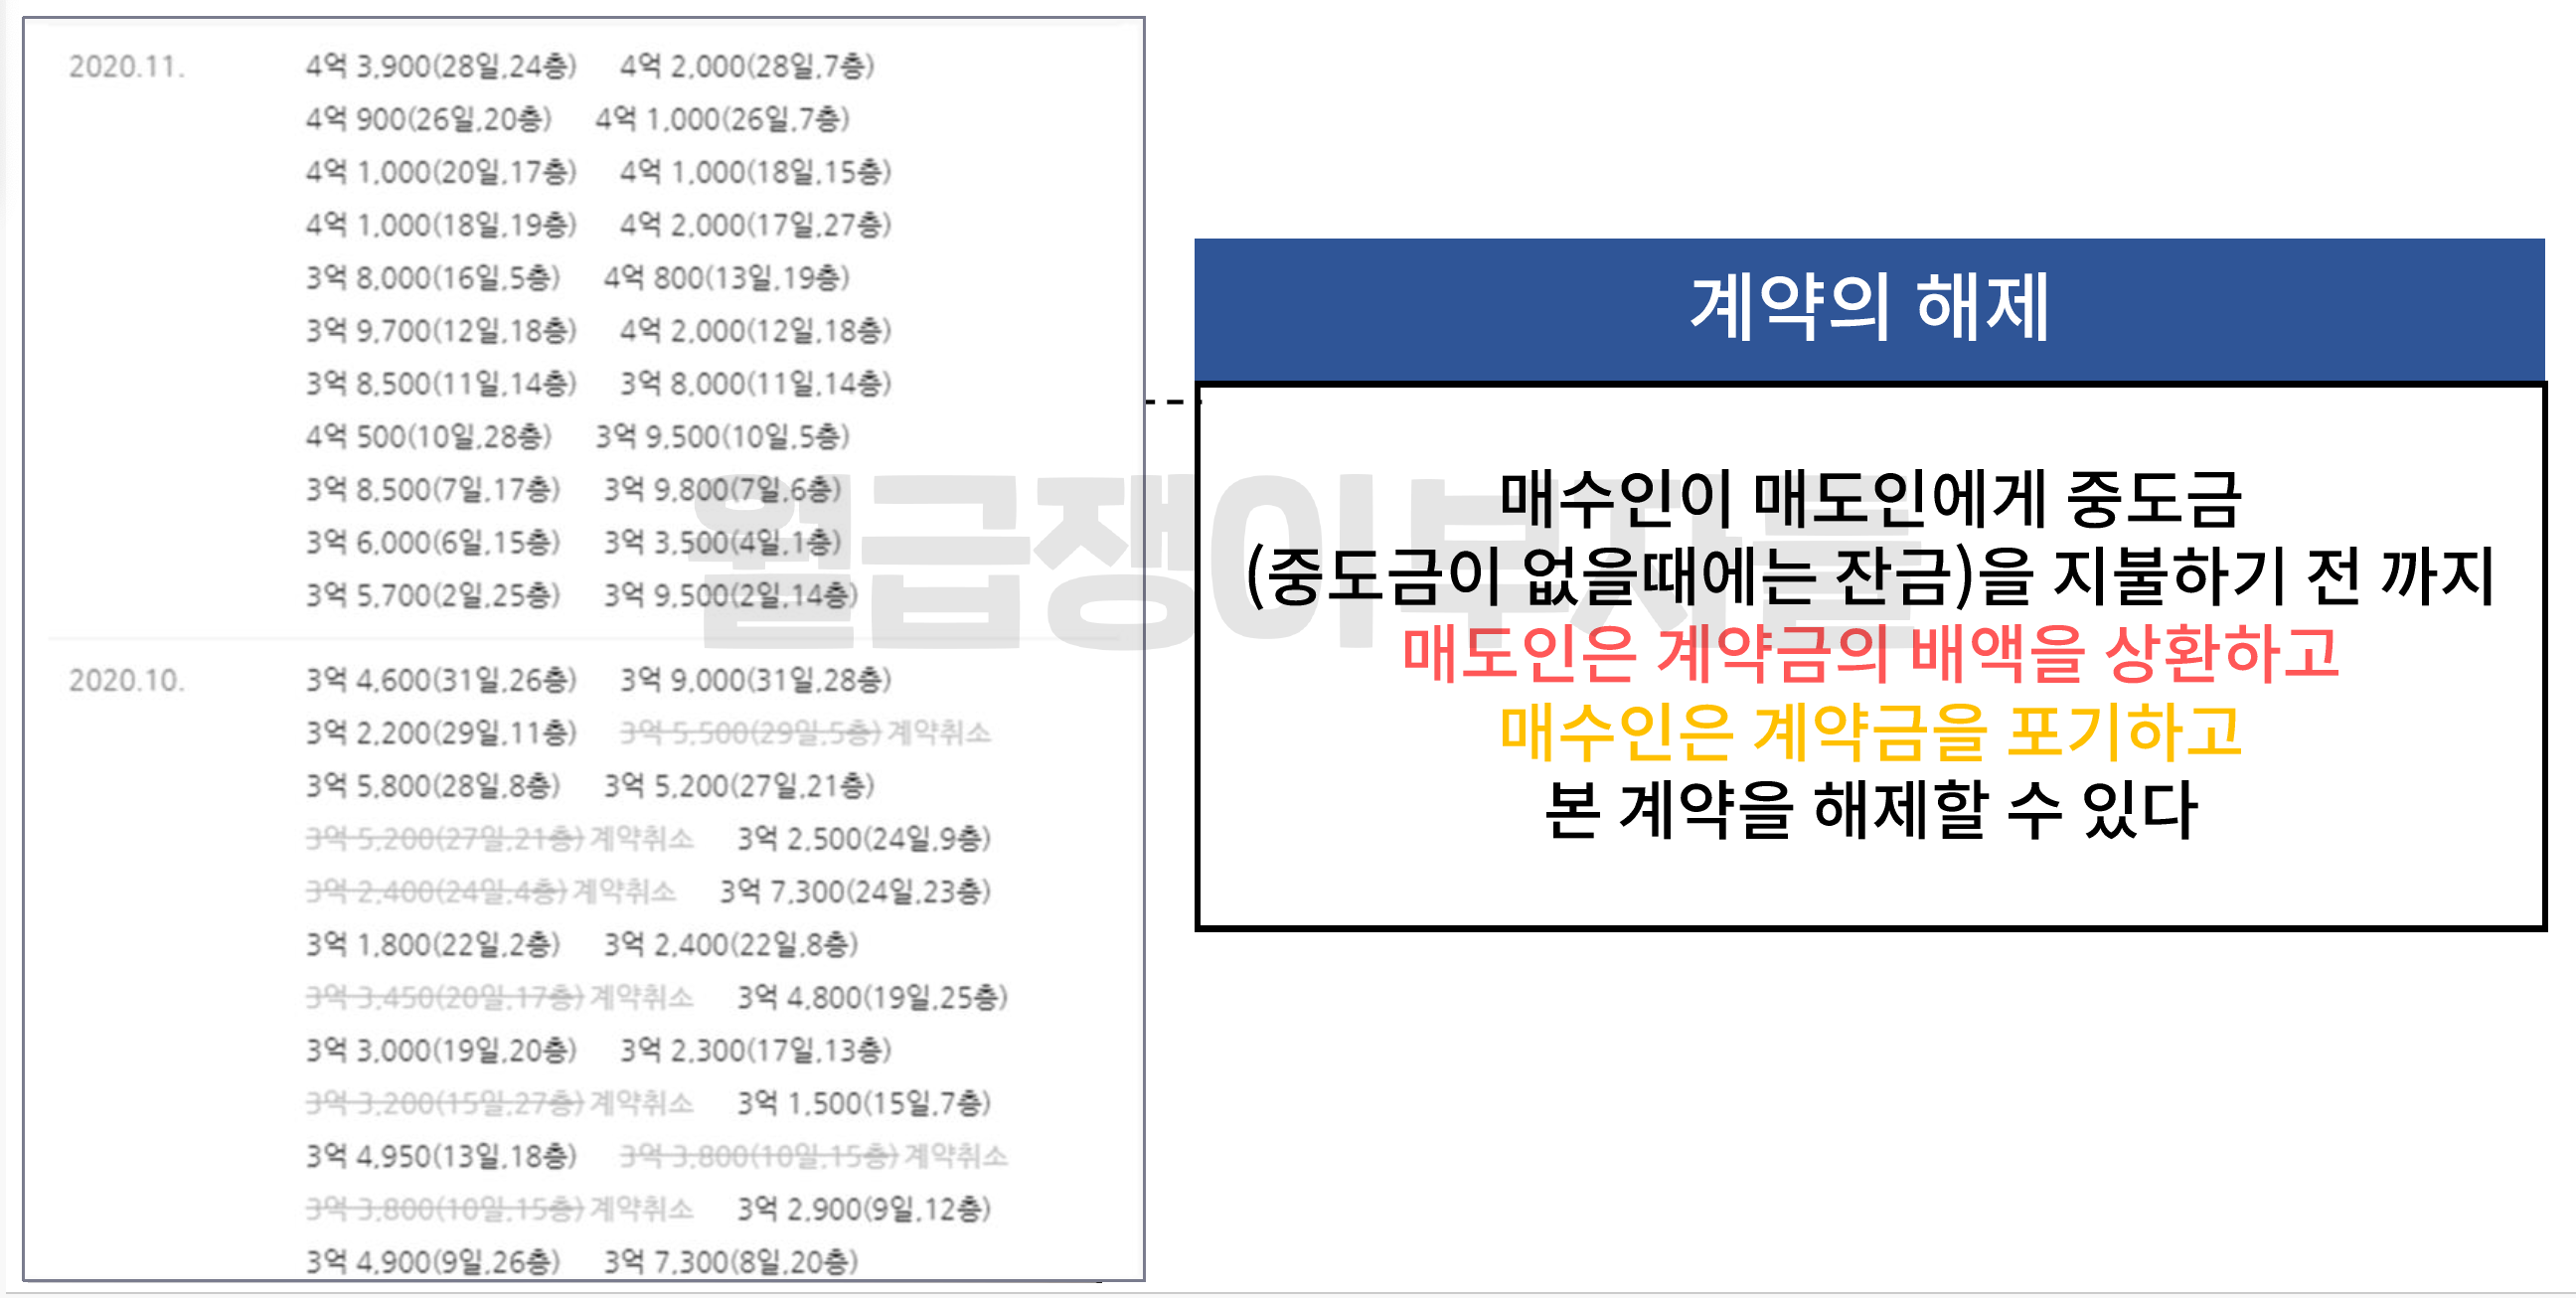 2020.11. 4억 3,900(28일,24층) 4억 2,000(28일,7층)
4억 900(26일,20층) 4억 1,000(26일,7층)
4억 1,000(20일,17층) 4억 1,000(18일,15층)
4억 1,000(18일,19층) 4억 2,000(17일,27층)
3억 8,000(16일,5층) 4억 800(13일,19층)
3억 9,700(12일,18층) 4억 2,000(12일,18층)
3억 8,500(11일,14층) 3억 8,000(11일,14층)
4억 500(10일,28층) 3억 9,500(10일,5층)
3억 8,500(7일,17층) 3억 9,800(7일,6층)
3억 6,000(6일,15층) 3억 3,500(4일,1층)
3억 5,700(2일,25층) 3억 9,500(2일,14층)
2020.10. 3억 4,600(31일,26층) 3억 9,000(31일,28층)
3억 2,200(29일,11층) 3억 5,500(29일,5층) 계약취소
3억 5,800(28일,8층) 3억 5,200(27일,21층)
3억 5,200(27일,21층) 계약취소 3억 2,500(24일,9층)
3억 2,400(24일,4층) 계약취소 3억 7,300(24일,23층)
3억 1,800(22일,2층) 3억 2,400(22일,8층)
3억 3,450(20일,17층) 계약취소 3억 4,800(19일,25층)
3억 3,000(19일,20층) 3억 2,300(17일,13층)
3억 3,200(15일,27층) 계약취소 3억 1,500(15일,7층)
3억 4,950(13일,18층) 3억 3,800(10일,15층) 계약취소
3억 3,800(10일,15층) 계약취소 3억 2,900(9일,12층)
3억 4,900(9일,26층) 3억 7,300(8일,20층)
계약의 해제
매수인이 매도인에게 중도금
(중도금이 없을때에는 잔금)을 지불하기 전 까지
매도인은 계약금의 배액을 상환하고
매수인은 계약금을 포기하고
본 계약을 해제할 수 있다
월급쟁이부자들